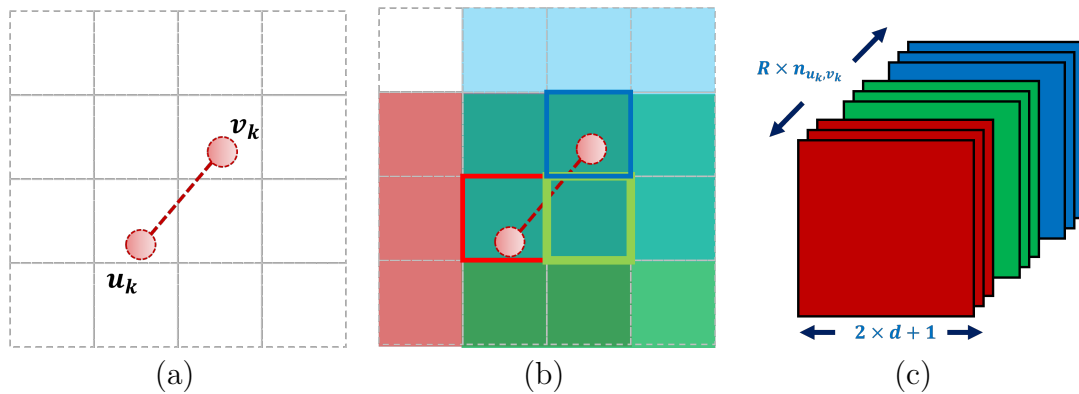 v_k
u_k
(a)
(b)
R × n_{u_k,v_k}
2 × d + 1
(c)